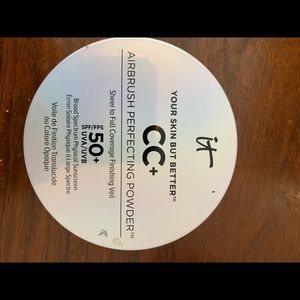 it
YOUR SKIN BUT BETTER™
CC+
AIRBRUSH PERFECTING POWDER™
Sheer to Full Coverage Finishing Veil
SPF/FPS 50+
UVA/UVB
Broad Spectrum Physical Sunscreen
Écran Solaire Physique à Large Spectre
Voile de Finition Translucide
ou Coloré Opaque